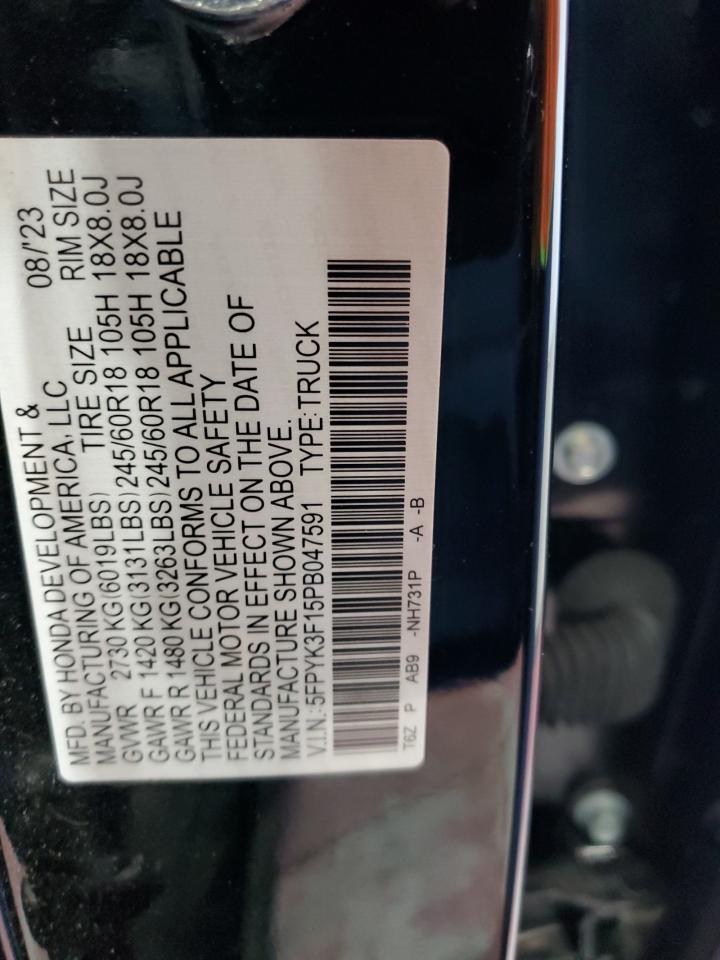 MFD. BY HONDA DEVELOPMENT & 08/'23
MANUFACTURING OF AMERICA, LLC
TIRE SIZE RIM SIZE
GVWR 2730 KG(6019LBS)
GAWR F 1420 KG(3131LBS) 245/60R18 105H 18X8.0J
GAWR R 1480 KG(3263LBS) 245/60R18 105H 18X8.0J
THIS VEHICLE CONFORMS TO ALL APPLICABLE
FEDERAL MOTOR VEHICLE SAFETY
STANDARDS IN EFFECT ON THE DATE OF
MANUFACTURE SHOWN ABOVE.
V.I.N.: 5FPYK3F15PB047591 TYPE: TRUCK
T6Z P AB9 -NH731P -A -B